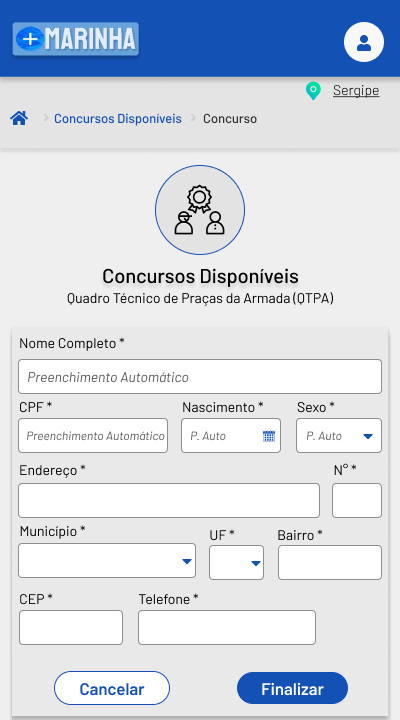 +MARINHA
Sergipe
Concursos Disponíveis > Concurso
Concursos Disponíveis
Quadro Técnico de Praças da Armada (QTPA)
Nome Completo *
Preenchimento Automático
CPF * Nascimento * Sexo *
Preenchimento Automático P. Auto P. Auto
Endereço * N° *
Município * UF * Bairro *
CEP * Telefone *
Cancelar Finalizar